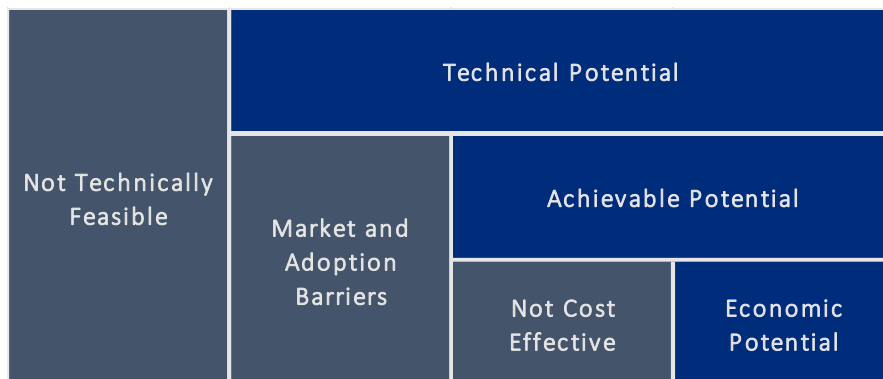 Technical Potential
Not Technically
Feasible
Achievable Potential
Market and
Adoption
Barriers
Not Cost
Effective
Economic
Potential